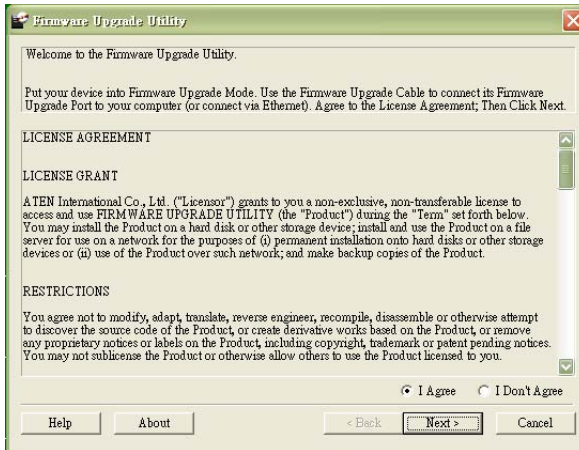 Firmware Upgrade Utility
Welcome to the Firmware Upgrade Utility.
Put your device into Firmware Upgrade Mode. Use the Firmware Upgrade Cable to connect its Firmware
Upgrade Port to your computer (or connect via Ethernet). Agree to the License Agreement; Then Click Next.
LICENSE AGREEMENT
LICENSE GRANT
ATEN International Co., Ltd. ("Licensor") grants to you a non-exclusive, non-transferable license to
access and use FIRMWARE UPGRADE UTILITY (the "Product") during the "Term" set forth below.
You may install the Product on a hard disk or other storage device; install and use the Product on a file
server for use on a network for the purposes of (i) permanent installation onto hard disks or other storage
devices or (ii) use of the Product over such network; and make backup copies of the Product.
RESTRICTIONS
You agree not to modify, adapt, translate, reverse engineer, recompile, disassemble or otherwise attempt
to discover the source code of the Product, or create derivative works based on the Product, or remove
any proprietary notices or labels on the Product, including copyright, trademark or patent pending notices.
You may not sublicense the Product or otherwise allow others to use the Product licensed to you.
I Agree I Don't Agree
Help About < Back Next > Cancel